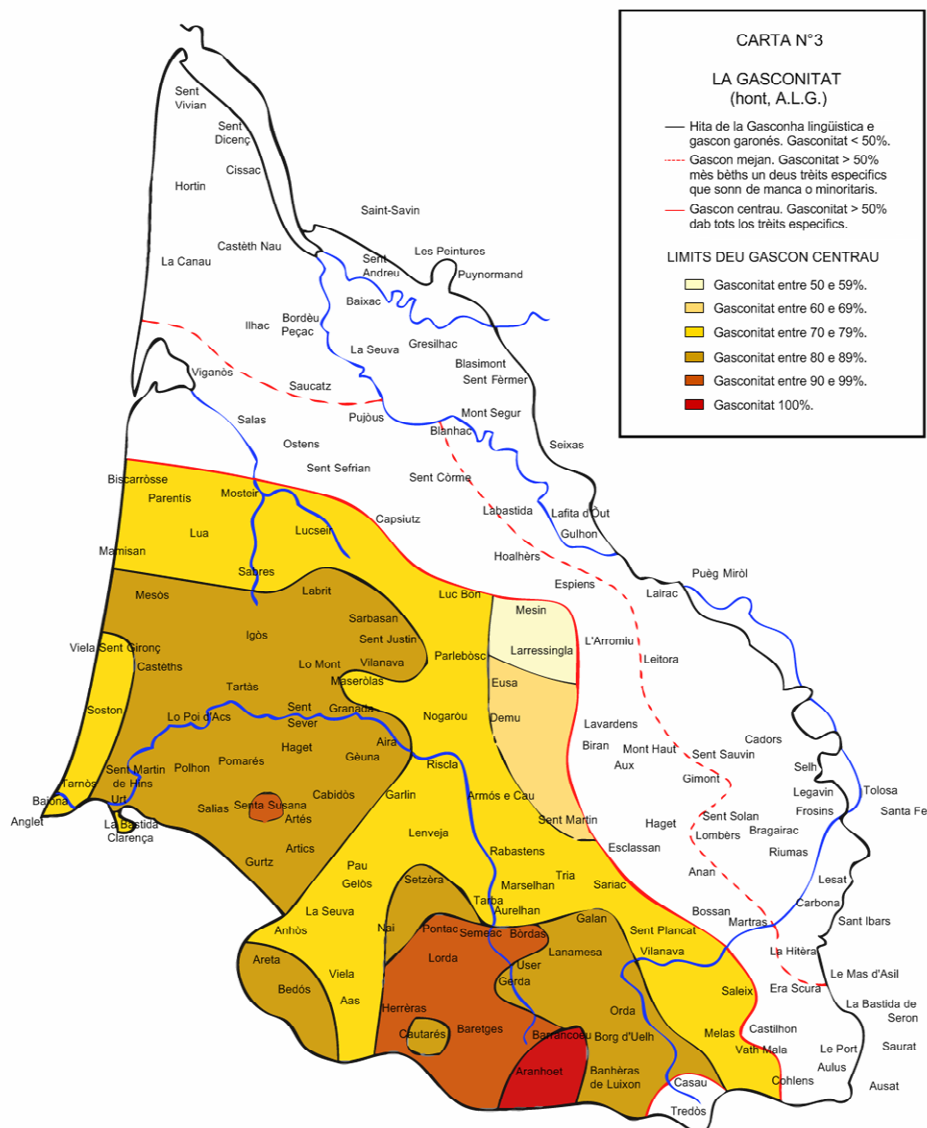 CARTA N°3
LA GASCONITAT
(hont, A.L.G.)
Hita de la Gasconha lingüistica e
gascon garonés. Gasconitat < 50%.
Gascon mejan. Gasconitat > 50%
mès bèths un deus trèits especifics
que sonn de manca o minoritaris.
Gascon centrau. Gasconitat > 50%
dab tots los trèits especifics.
LIMITS DEU GASCON CENTRAU
Gasconitat entre 50 e 59%.
Gasconitat entre 60 e 69%.
Gasconitat entre 70 e 79%.
Gasconitat entre 80 e 89%.
Gasconitat entre 90 e 99%.
Gasconitat 100%.
Sent
Vivian
Sent
Dicenç
Cissac
Hortin
Saint-Savin
Castèth Nau
La Canau
Sent
Andreu
Los Peintures
Puynormand
Baixac
Bordèu
Peçac
Ilhac
Gresilhac
La Seuva
Blasimont
Sent Fèrmer
Viganòs
Saucatz
Pujòus
Mont Segur
Blanhac
Salas
Ostens
Seixas
Sent Sefrian
Sent Còrme
Biscarròsse
Parentís
Mosteir
Capsiutz
Labastida
Lafita d'Òut
Gulhon
Lua
Lucseir
Mamisan
Hoalhèrs
Sabres
Espiens
Puèg Miròl
Lairac
Mesòs
Labrit
Luc Bon
Mesin
Sarbasan
Igòs
Sent Justin
L'Arromiu
Viela Sent Gironç
Larressingla
Leitora
Castèths
Lo Mont
Vilanava
Parlebòsc
Maseròlas
Eusa
Tartàs
Soston
Lo Poi d'Acs
Sent
Sever
Granada
Nogaròu
Demu
Lavardens
Cadors
Haget
Aira
Biran
Mont Haut
Sent Sauvin
Aux
Gèuna
Pomarés
Polhon
Riscla
Selh
Sent Martin
de Hins
Gimont
Tarnòs
Legavin
Tolosa
Baiona
Urt
Cabidòs
Garlin
Armós e Cau
Salias
Senta Susana
Frosins
Santa Fe
Anglet
Artés
Sent Martin
Haget
Sent Solan
La Bastida
Clarença
Lombèrs
Bragairac
Lenveja
Artics
Esclassan
Rabastens
Riumas
Gurtz
Pau
Gelòs
Setzèra
Tria
Anan
Marselhan
Sariac
Lesat
Tarba
Carbona
La Seuva
Aurelhan
Galan
Bossan
Martras
Sant Ibars
Anhòs
Nai
Pontac
Semeac
Bòrdas
Sent Plancat
Lanamesa
Vilanava
La Hitèra
Areta
Lorda
User
Viela
Gerda
Le Mas d'Asil
Bedós
Era Scura
Aas
Saleix
Herrèras
Orda
La Bastida de
Seron
Cautarés
Baretges
Barrancoeu
Borg d'Uelh
Melas
Castilhon
Vath Mala
Le Port
Saurat
Aranhoet
Banhèras
de Luixon
Aulus
Casau
Cohlens
Ausat
Tredòs